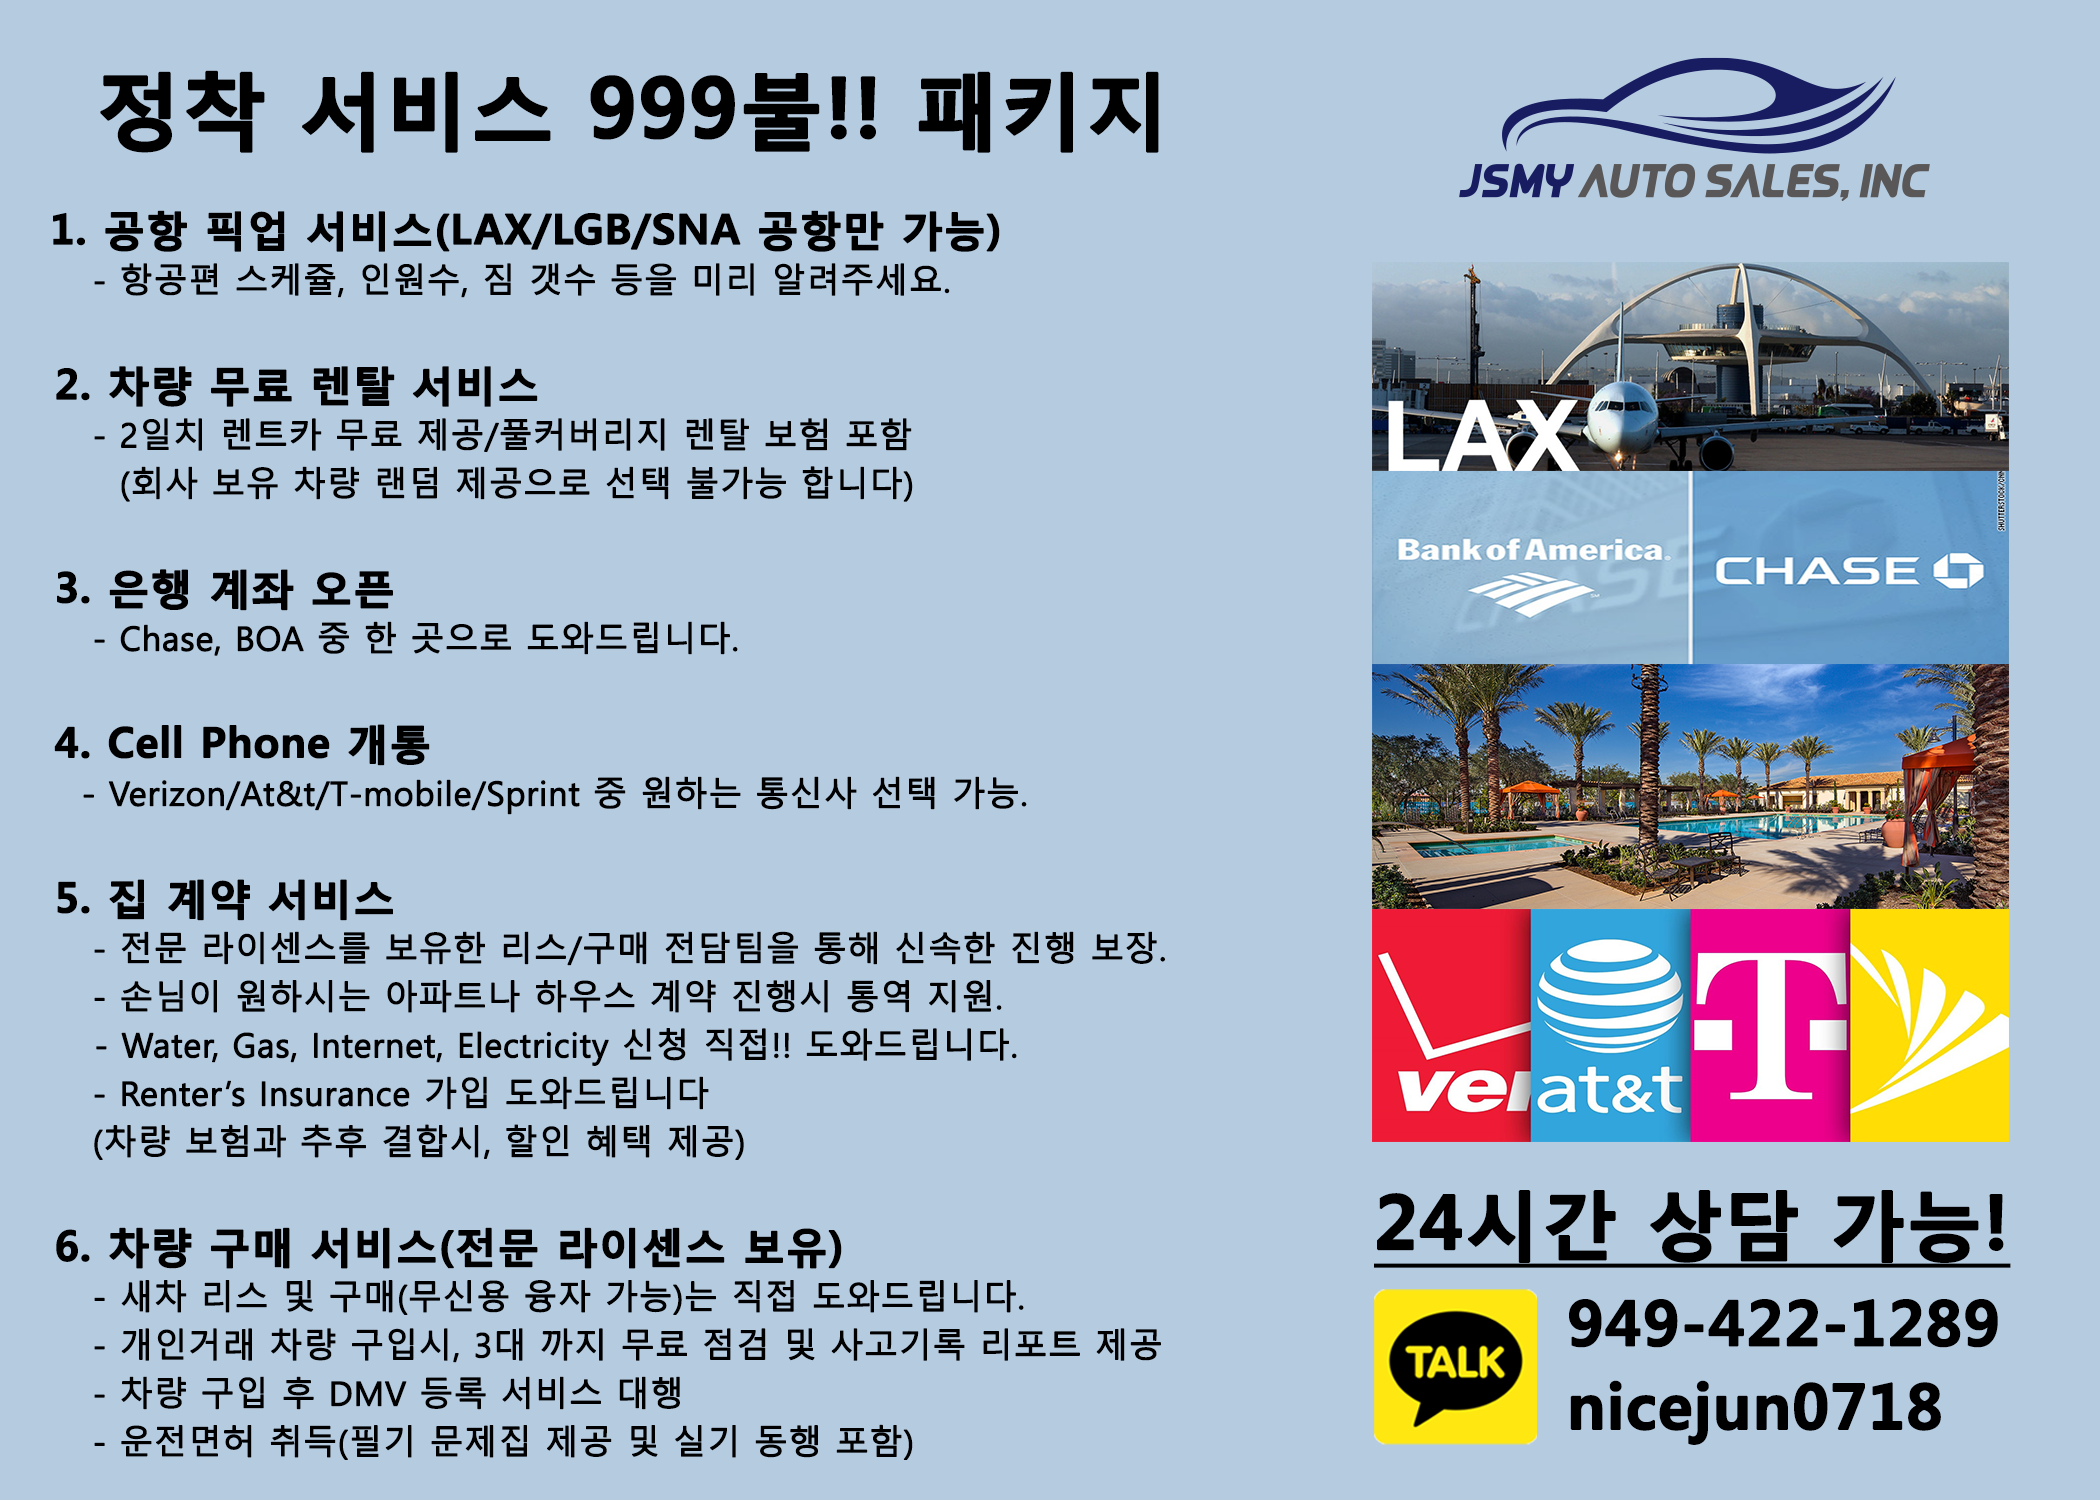 정착 서비스 999불!! 패키지
1. 공항 픽업 서비스(LAX/LGB/SNA 공항만 가능)
- 항공편 스케쥴, 인원수, 짐 갯수 등을 미리 알려주세요.
2. 차량 무료 렌탈 서비스
- 2일치 렌트카 무료 제공/풀커버리지 렌탈 보험 포함
(회사 보유 차량 랜덤 제공으로 선택 불가능 합니다)
3. 은행 계좌 오픈
- Chase, BOA 중 한 곳으로 도와드립니다.
4. Cell Phone 개통
- Verizon/At&t/T-mobile/Sprint 중 원하는 통신사 선택 가능.
5. 집 계약 서비스
- 전문 라이센스를 보유한 리스/구매 전담팀을 통해 신속한 진행 보장.
- 손님이 원하시는 아파트나 하우스 계약 진행시 통역 지원.
- Water, Gas, Internet, Electricity 신청 직접!! 도와드립니다.
- Renter's Insurance 가입 도와드립니다
(차량 보험과 추후 결합시, 할인 혜택 제공)
6. 차량 구매 서비스(전문 라이센스 보유)
- 새차 리스 및 구매(무신용 융자 가능)는 직접 도와드립니다.
- 개인거래 차량 구입시, 3대 까지 무료 점검 및 사고기록 리포트 제공
- 차량 구입 후 DMV 등록 서비스 대행
- 운전면허 취득(필기 문제집 제공 및 실기 동행 포함)
JSMY AUTO SALES, INC
LAX
SHUTTERSTOCK/CNN
Bank of America
CHASE
CHASE
ver
at&t
T
24시간 상담 가능!
TALK
949-422-1289
nicejun0718